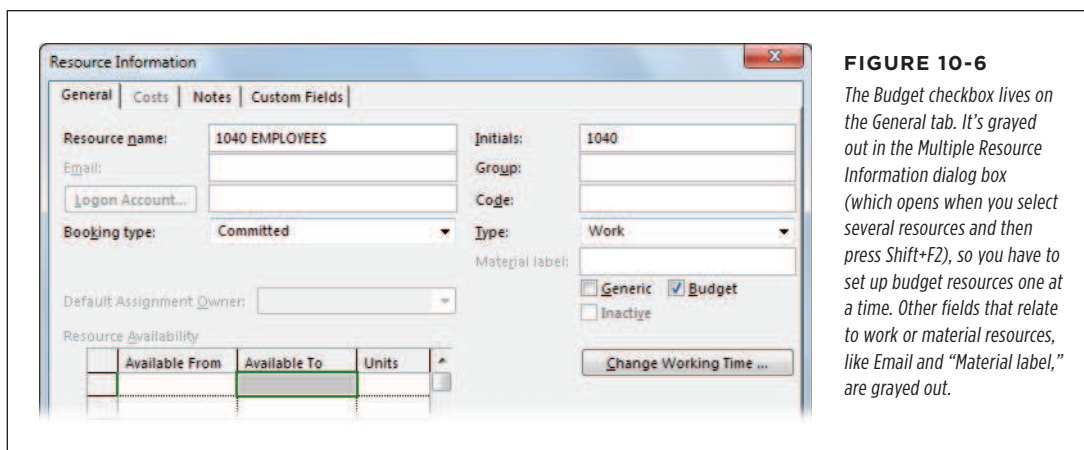 Resource Information
General Costs Notes Custom Fields
Resource name: 1040 EMPLOYEES Initials: 1040
Email: Group:
Logon Account... Code:
Booking type: Committed Type: Work
Material label:
Generic Budget
Default Assignment Owner: Inactive
Resource Availability
Available From Available To Units
Change Working Time ...
FIGURE 10-6
The Budget checkbox lives on
the General tab. It's grayed
out in the Multiple Resource
Information dialog box
(which opens when you select
several resources and then
press Shift+F2), so you have to
set up budget resources one at
a time. Other fields that relate
to work or material resources,
like Email and “Material label,”
are grayed out.